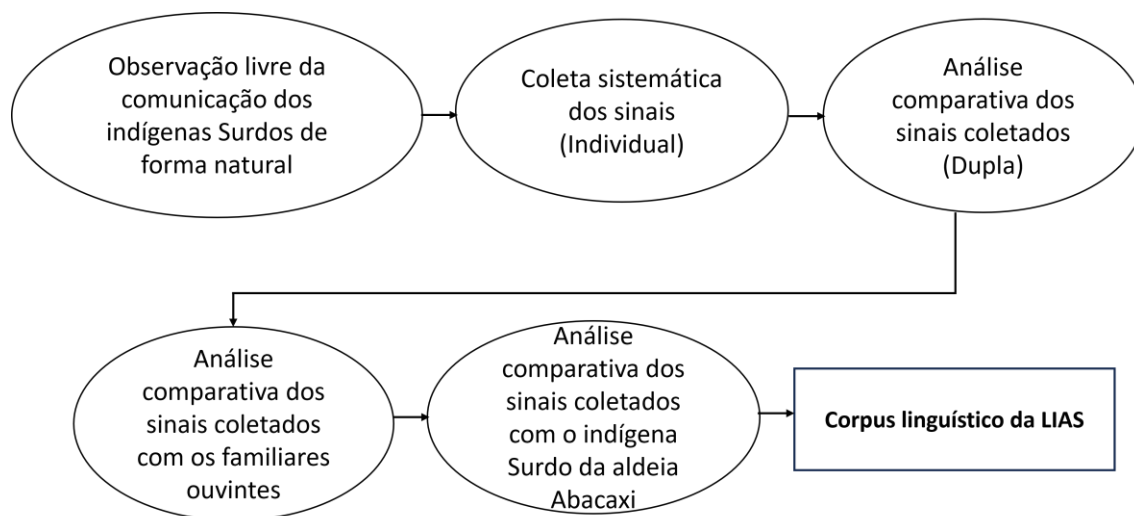 Observação livre da
comunicação dos
indígenas Surdos de
forma natural
Coleta sistemática
dos sinais
(Individual)
Análise
comparativa dos
sinais coletados
(Dupla)
Análise
comparativa dos
sinais coletados
com os familiares
ouvintes
Análise
comparativa dos
sinais coletados
com o indígena
Surdo da aldeia
Abacaxi
Corpus linguístico da LIAS